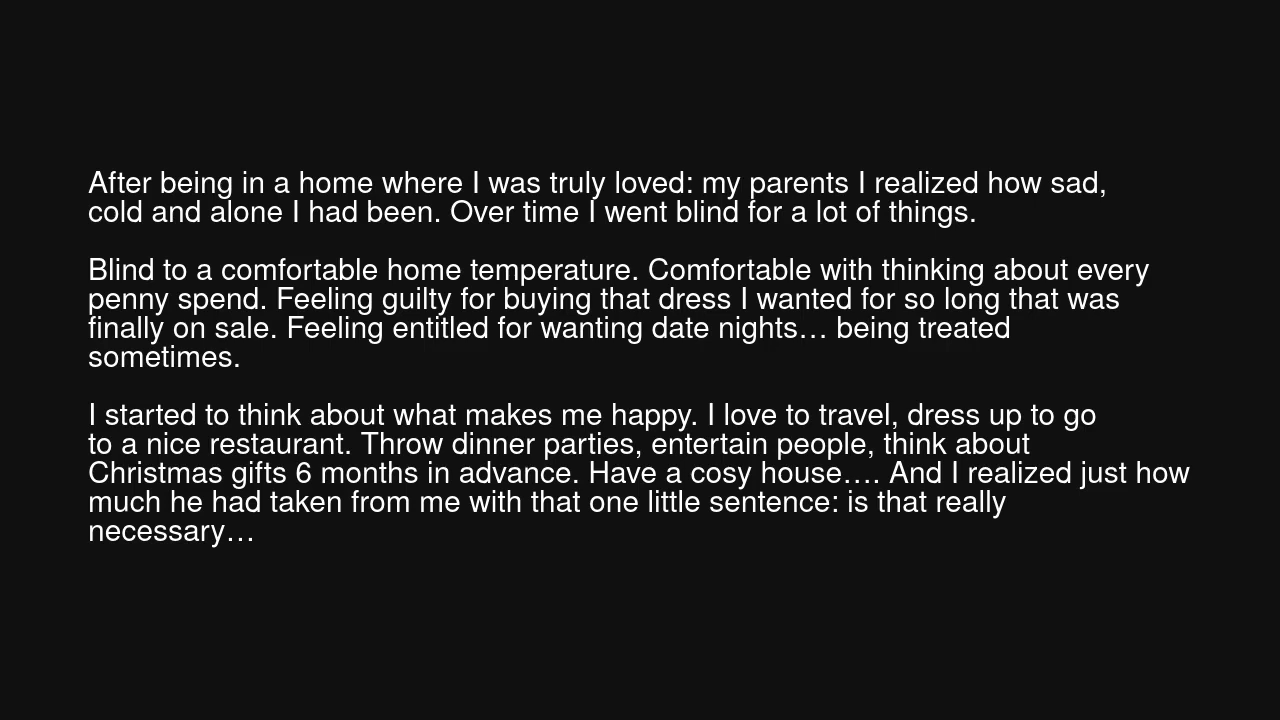 After being in a home where I was truly loved: my parents I realized how sad,
cold and alone I had been. Over time I went blind for a lot of things.
Blind to a comfortable home temperature. Comfortable with thinking about every
penny spend. Feeling guilty for buying that dress I wanted for so long that was
finally on sale. Feeling entitled for wanting date nights… being treated
sometimes.
I started to think about what makes me happy. I love to travel, dress up to go
to a nice restaurant. Throw dinner parties, entertain people, think about
Christmas gifts 6 months in advance. Have a cosy house…. And I realized just how
much he had taken from me with that one little sentence: is that really
necessary…